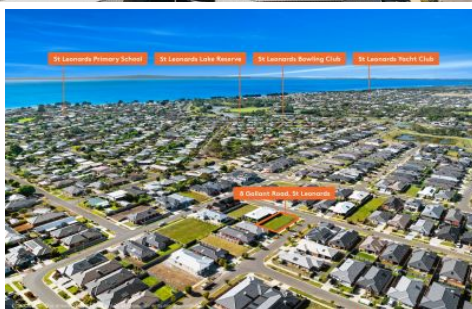 St Leonards Primary School
St Leonards Lake Reserve
St Leonards Bowling Club
St Leonards Yacht Club
8 Gallant Road, St Leonards